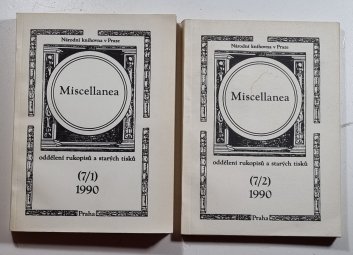 Národní knihovna v Praze
Miscellanea
oddělení rukopisů a starých tisků
(7/1)
1990
Praha
Národní knihovna v Praze
Miscellanea
oddělení rukopisů a starých tisků
(7/2)
1990
Praha